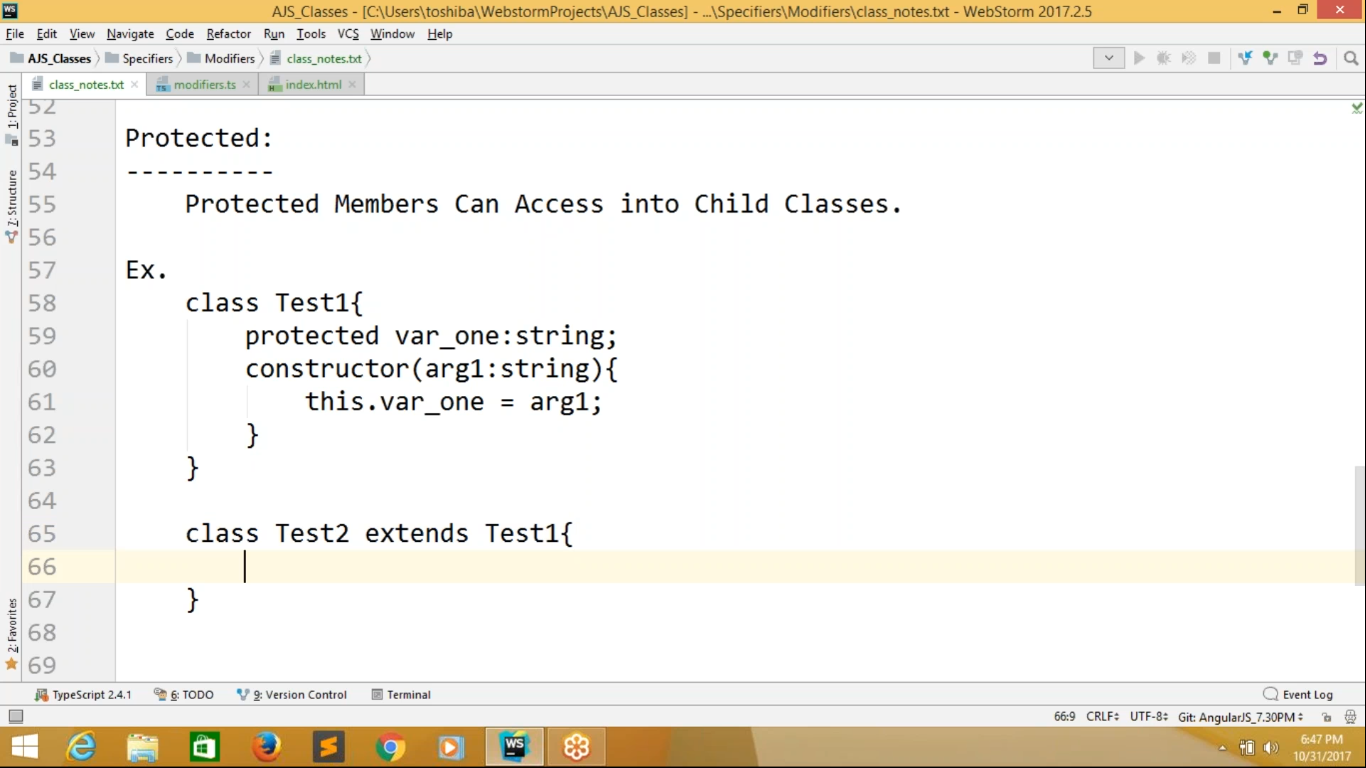 AJS_Classes - [C:\Users\toshiba\WebstormProjects\AJS_Classes] - ...\Specifiers\Modifiers\class_notes.txt - WebStorm 2017.2.5
File Edit View Navigate Code Refactor Run Tools VCS Window Help
AJS_Classes Specifiers Modifiers class_notes.txt
class_notes.txt modifiers.ts index.html
1: Project
7: Structure
2: Favorites
52
53 Protected:
54 ----------
55 Protected Members Can Access into Child Classes.
56
57 Ex.
58 class Test1{
59 protected var_one:string;
60 constructor(arg1:string){
61 this.var_one = arg1;
62 }
63 }
64
65 class Test2 extends Test1{
66
67 }
68
69
TypeScript 2.4.1 6: TODO 9: Version Control Terminal Event Log
66:9 CRLF UTF-8 Git: AngularJS_7.30PM
6:47 PM
10/31/2017